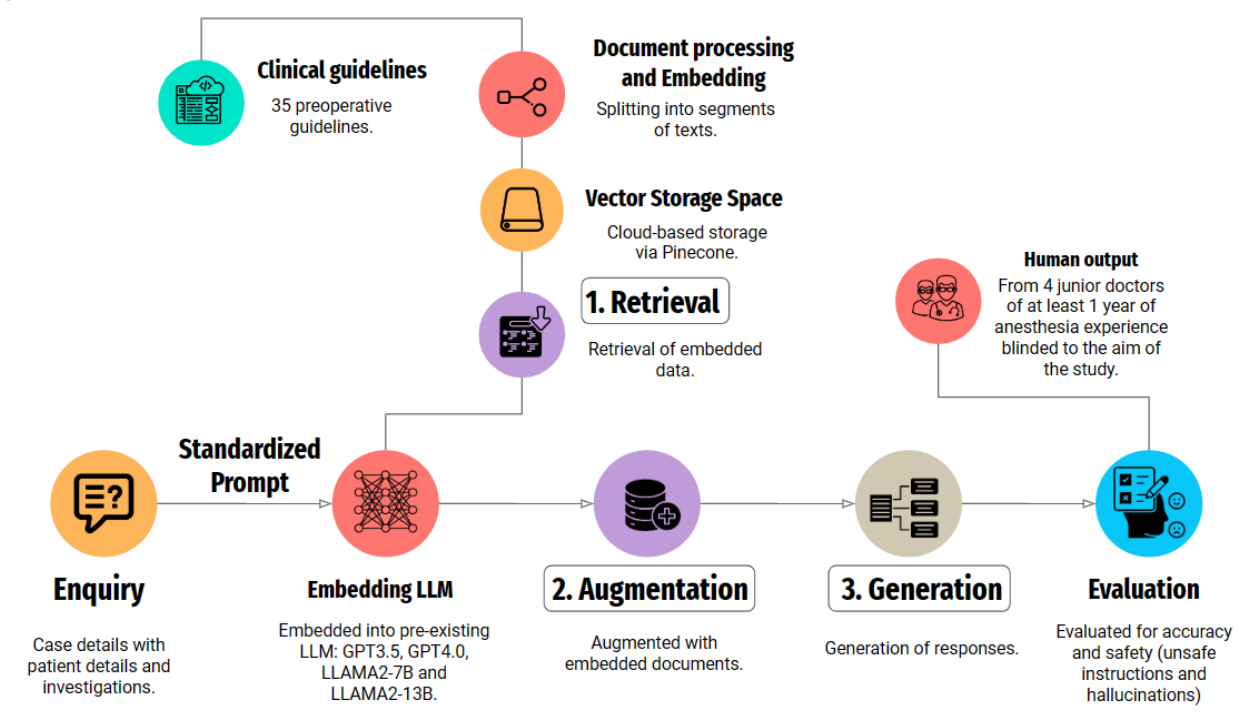 Clinical guidelines
35 preoperative
guidelines.
Document processing
and Embedding
Splitting into segments
of texts.
Vector Storage Space
Cloud-based storage
via Pinecone.
1. Retrieval
Retrieval of embedded
data.
Human output
From 4 junior doctors
of at least 1 year of
anesthesia experience
blinded to the aim of
the study.
Standardized
Prompt
Enquiry
Case details with
patient details and
investigations.
Embedding LLM
Embedded into pre-existing
LLM: GPT3.5, GPT4.0,
LLAMA2-7B and
LLAMA2-13B.
2. Augmentation
Augmented with
embedded documents.
3. Generation
Generation of responses.
Evaluation
Evaluated for accuracy
and safety (unsafe
instructions and
hallucinations)